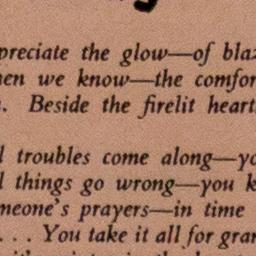 preciate the glow—of bla
en we know—the comfor
. Beside the firelit heart
troubles come along—yo
things go wrong—you k
meone's prayers—in time
. . . You take it all for gra